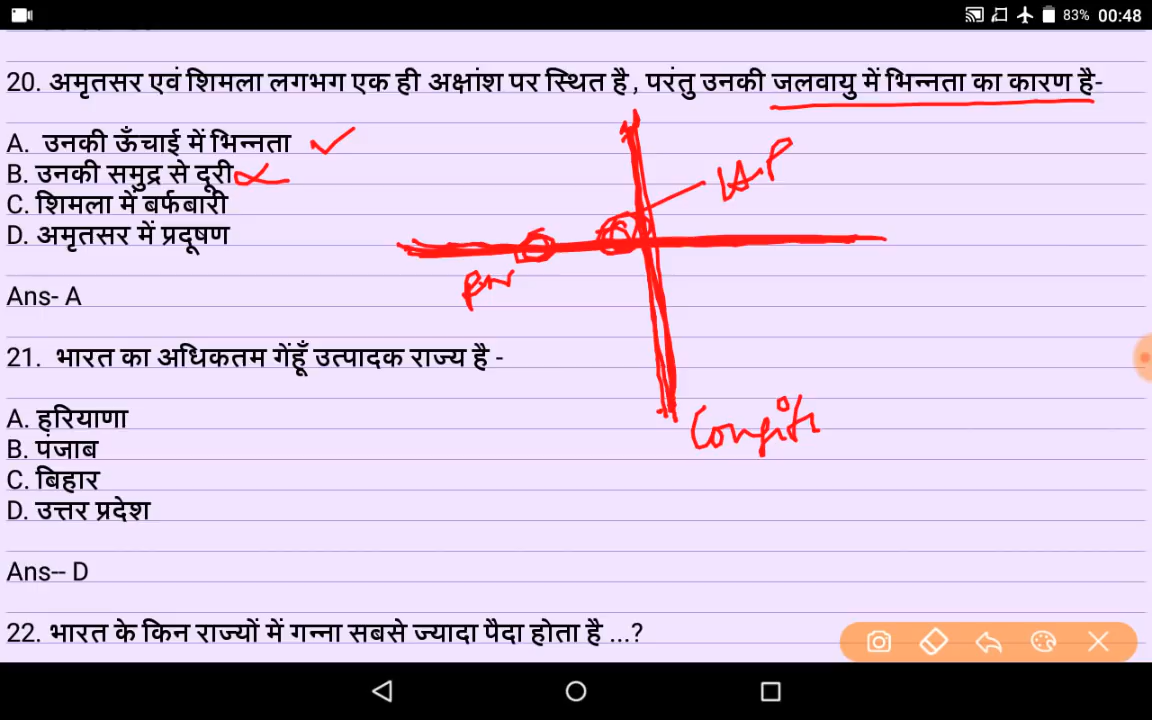 83% 00:48
20. अमृतसर एवं शिमला लगभग एक ही अक्षांश पर स्थित है , परंतु उनकी जलवायु में भिन्नता का कारण है-
A. उनकी ऊँचाई में भिन्नता
B. उनकी समुद्र से दूरी
C. शिमला में बर्फबारी
D. अमृतसर में प्रदूषण
H.P
Ans- A
21. भारत का अधिकतम गेंहूँ उत्पादक राज्य है -
A. हरियाणा
B. पंजाब
C. बिहार
D. उत्तर प्रदेश
Ans-- D
22. भारत के किन राज्यों में गन्ना सबसे ज्यादा पैदा होता है ...?